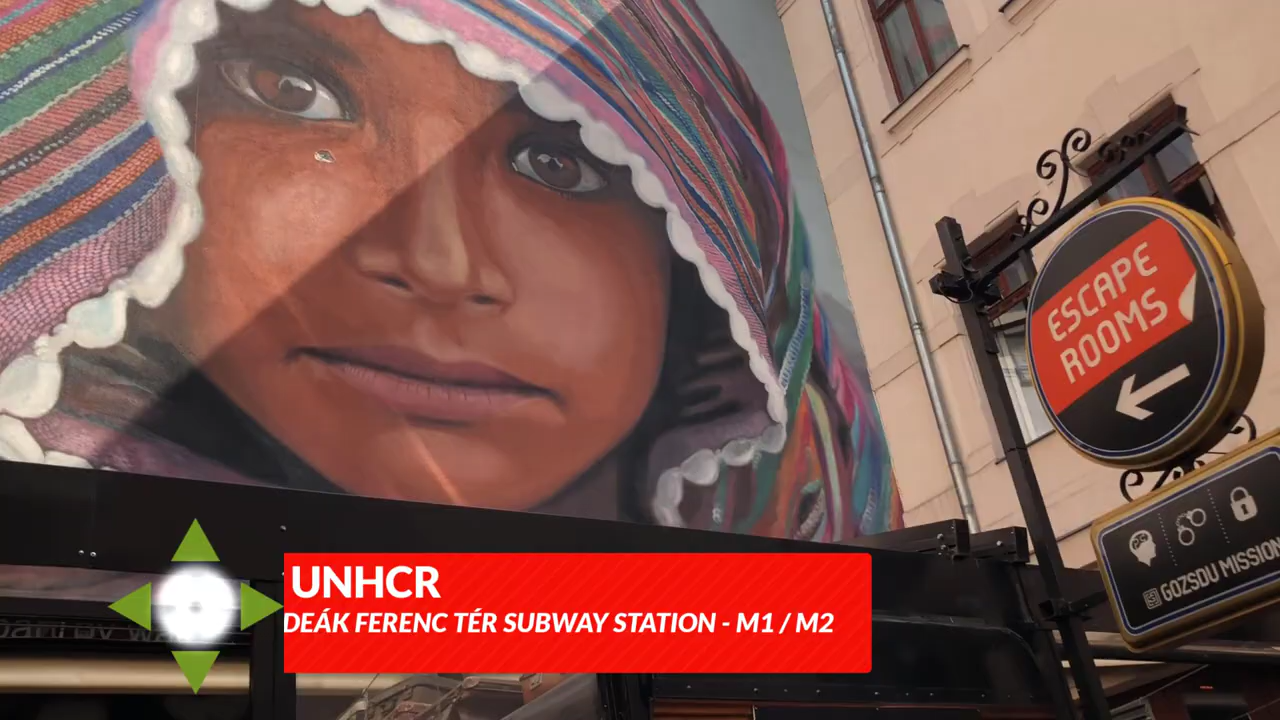 ESCAPE
ROOMS
GOZSDU MISSION
UNHCR
DEÁK FERENC TÉR SUBWAY STATION - M1 / M2